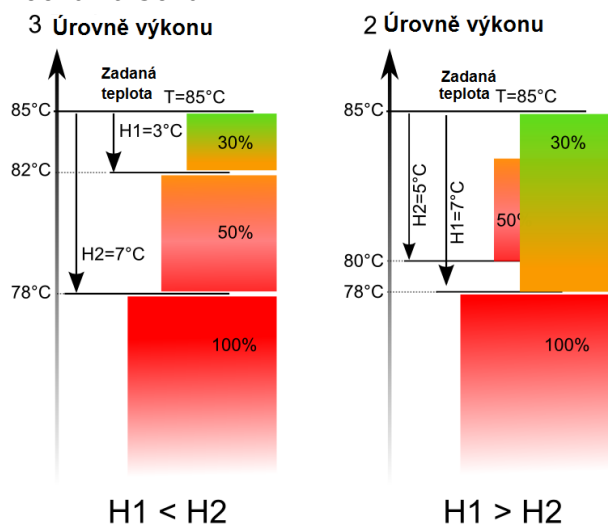 3 Úrovně výkonu
Zadaná
teplota T=85°C
85°C
H1=3°C
30%
82°C
50%
H2=7°C
78°C
100%
H1 < H2
2 Úrovně výkonu
Zadaná
teplota T=85°C
85°C
30%
H2=5°C
H1=7°C
50%
80°C
78°C
100%
H1 > H2